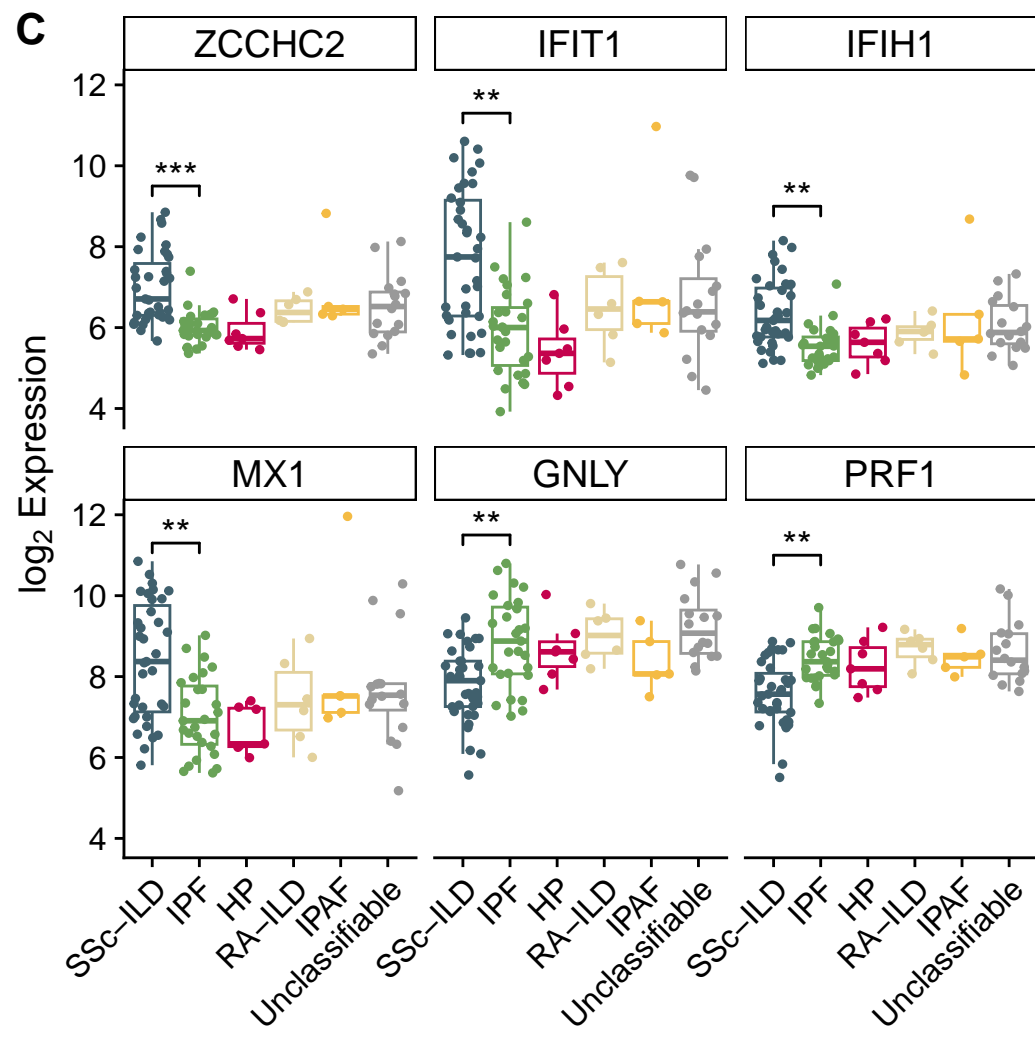 C
ZCCHC2 IFIT1 IFIH1
12
10
8
6
4
*** ** **
log2 Expression
MX1 GNLY PRF1
12
10
8
6
4
** ** **
SSc–ILD IPF HP RA–ILD IPAF Unclassifiable SSc–ILD IPF HP RA–ILD IPAF Unclassifiable SSc–ILD IPF HP RA–ILD IPAF Unclassifiable